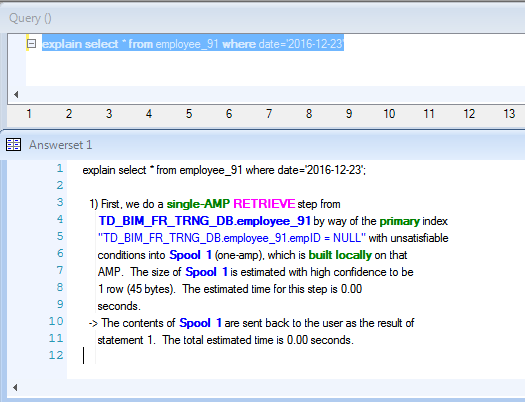 Query ()
explain select * from employee_91 where date='2016-12-23'
1 2 3 4 5 6 7 8 9 10 11 12 13
Answerset 1
1 explain select * from employee_91 where date='2016-12-23';
2
3 1) First, we do a single-AMP RETRIEVE step from
4 TD_BIM_FR_TRNG_DB.employee_91 by way of the primary index
5 "TD_BIM_FR_TRNG_DB.employee_91.empID = NULL" with unsatisfiable
6 conditions into Spool 1 (one-amp), which is built locally on that
7 AMP. The size of Spool 1 is estimated with high confidence to be
8 1 row (45 bytes). The estimated time for this step is 0.00
9 seconds.
10 -> The contents of Spool 1 are sent back to the user as the result of
11 statement 1. The total estimated time is 0.00 seconds.
12